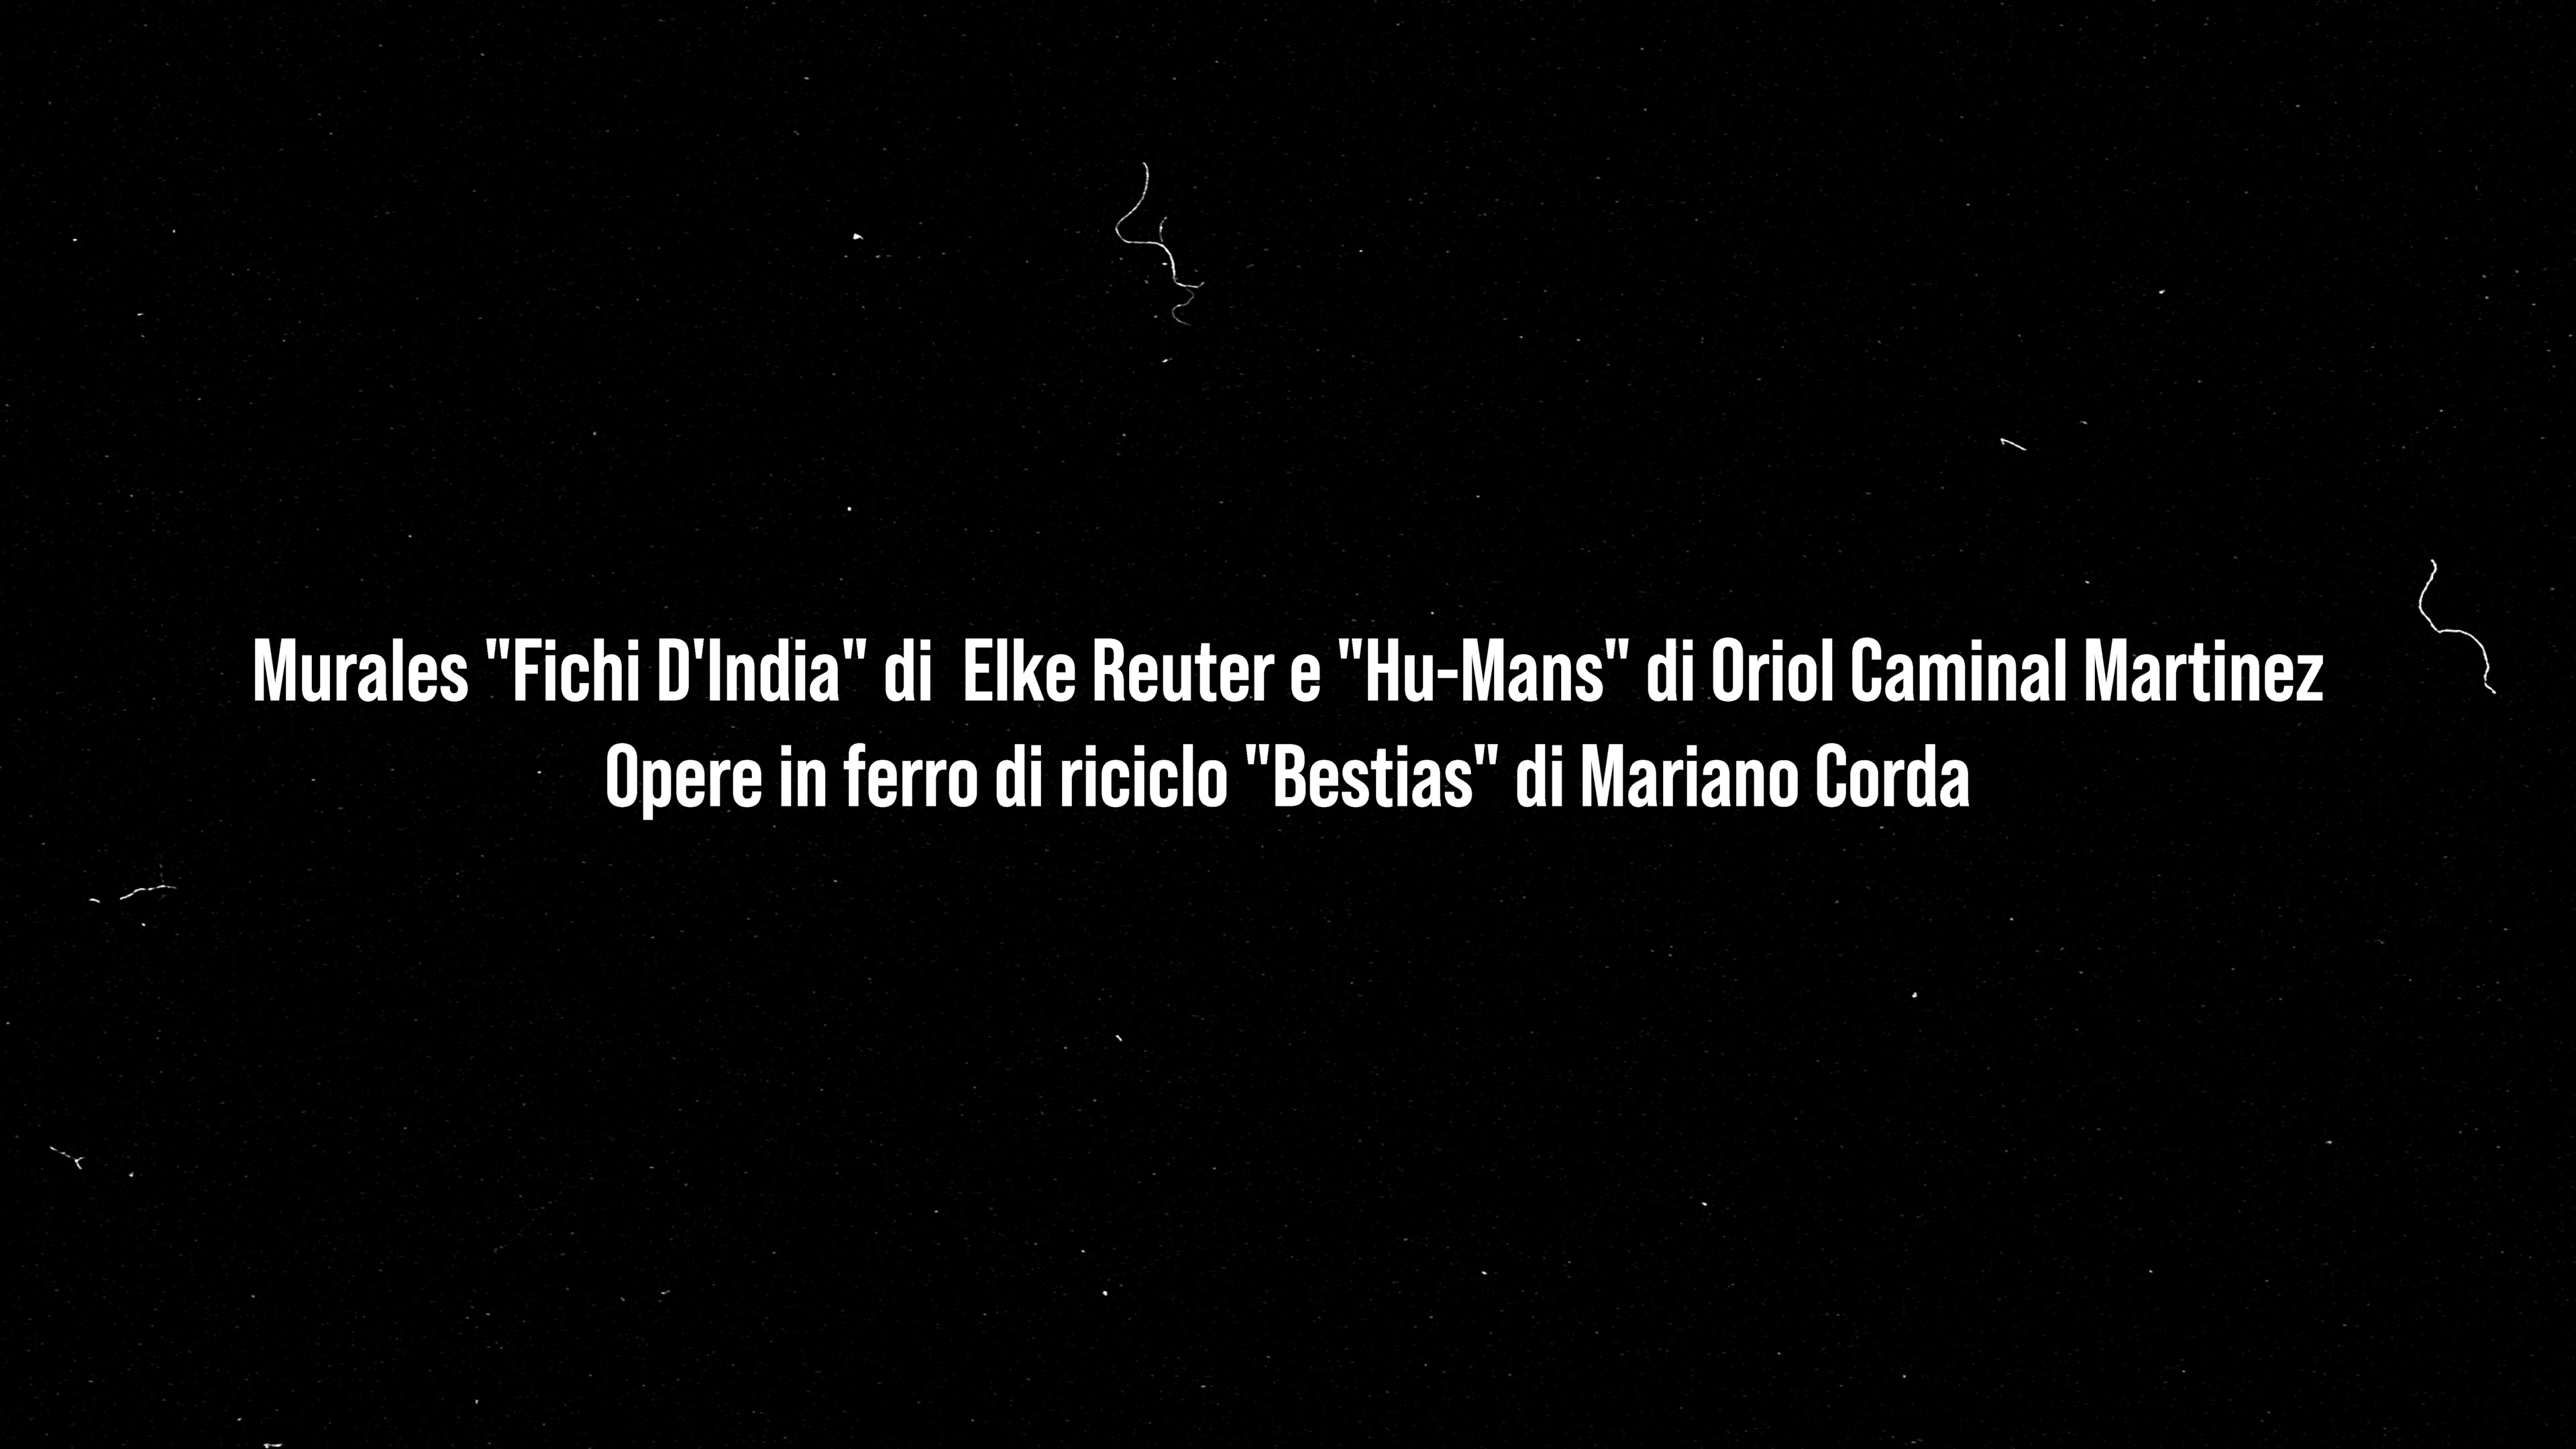 Murales "Fichi D'India" di  Elke Reuter e "Hu-Mans" di Oriol Caminal Martinez
Opere in ferro di riciclo "Bestias" di Mariano Corda